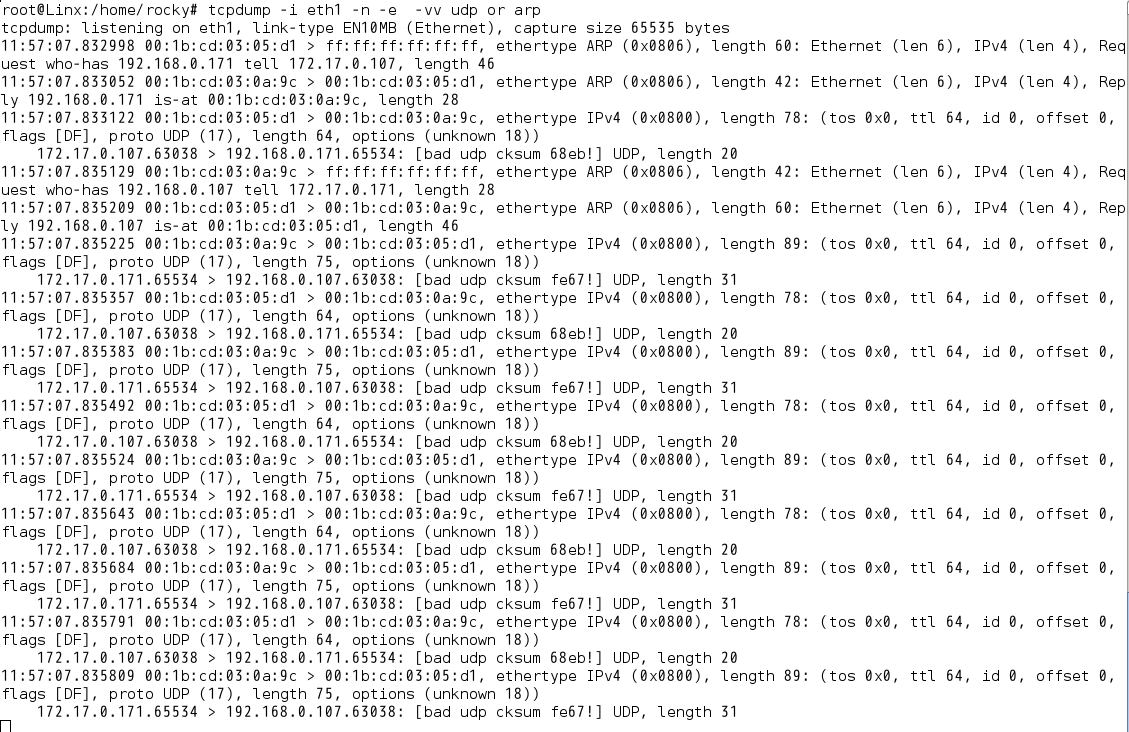 root@Linx:/home/rocky# tcpdump -i eth1 -n -e  -vv udp or arp
tcpdump: listening on eth1, link-type EN10MB (Ethernet), capture size 65535 bytes
11:57:07.832998 00:1b:cd:03:05:d1 > ff:ff:ff:ff:ff:ff, ethertype ARP (0x0806), length 60: Ethernet (len 6), IPv4 (len 4), Req
uest who-has 192.168.0.171 tell 172.17.0.107, length 46
11:57:07.833052 00:1b:cd:03:0a:9c > 00:1b:cd:03:05:d1, ethertype ARP (0x0806), length 42: Ethernet (len 6), IPv4 (len 4), Rep
ly 192.168.0.171 is-at 00:1b:cd:03:0a:9c, length 28
11:57:07.833122 00:1b:cd:03:05:d1 > 00:1b:cd:03:0a:9c, ethertype IPv4 (0x0800), length 78: (tos 0x0, ttl 64, id 0, offset 0,
flags [DF], proto UDP (17), length 64, options (unknown 18))
    172.17.0.107.63038 > 192.168.0.171.65534: [bad udp cksum 68eb!] UDP, length 20
11:57:07.835129 00:1b:cd:03:0a:9c > ff:ff:ff:ff:ff:ff, ethertype ARP (0x0806), length 42: Ethernet (len 6), IPv4 (len 4), Req
uest who-has 192.168.0.107 tell 172.17.0.171, length 28
11:57:07.835209 00:1b:cd:03:05:d1 > 00:1b:cd:03:0a:9c, ethertype ARP (0x0806), length 60: Ethernet (len 6), IPv4 (len 4), Rep
ly 192.168.0.107 is-at 00:1b:cd:03:05:d1, length 46
11:57:07.835225 00:1b:cd:03:0a:9c > 00:1b:cd:03:05:d1, ethertype IPv4 (0x0800), length 89: (tos 0x0, ttl 64, id 0, offset 0,
flags [DF], proto UDP (17), length 75, options (unknown 18))
    172.17.0.171.65534 > 192.168.0.107.63038: [bad udp cksum fe67!] UDP, length 31
11:57:07.835357 00:1b:cd:03:05:d1 > 00:1b:cd:03:0a:9c, ethertype IPv4 (0x0800), length 78: (tos 0x0, ttl 64, id 0, offset 0,
flags [DF], proto UDP (17), length 64, options (unknown 18))
    172.17.0.107.63038 > 192.168.0.171.65534: [bad udp cksum 68eb!] UDP, length 20
11:57:07.835383 00:1b:cd:03:0a:9c > 00:1b:cd:03:05:d1, ethertype IPv4 (0x0800), length 89: (tos 0x0, ttl 64, id 0, offset 0,
flags [DF], proto UDP (17), length 75, options (unknown 18))
    172.17.0.171.65534 > 192.168.0.107.63038: [bad udp cksum fe67!] UDP, length 31
11:57:07.835492 00:1b:cd:03:05:d1 > 00:1b:cd:03:0a:9c, ethertype IPv4 (0x0800), length 78: (tos 0x0, ttl 64, id 0, offset 0,
flags [DF], proto UDP (17), length 64, options (unknown 18))
    172.17.0.107.63038 > 192.168.0.171.65534: [bad udp cksum 68eb!] UDP, length 20
11:57:07.835524 00:1b:cd:03:0a:9c > 00:1b:cd:03:05:d1, ethertype IPv4 (0x0800), length 89: (tos 0x0, ttl 64, id 0, offset 0,
flags [DF], proto UDP (17), length 75, options (unknown 18))
    172.17.0.171.65534 > 192.168.0.107.63038: [bad udp cksum fe67!] UDP, length 31
11:57:07.835643 00:1b:cd:03:05:d1 > 00:1b:cd:03:0a:9c, ethertype IPv4 (0x0800), length 78: (tos 0x0, ttl 64, id 0, offset 0,
flags [DF], proto UDP (17), length 64, options (unknown 18))
    172.17.0.107.63038 > 192.168.0.171.65534: [bad udp cksum 68eb!] UDP, length 20
11:57:07.835684 00:1b:cd:03:0a:9c > 00:1b:cd:03:05:d1, ethertype IPv4 (0x0800), length 89: (tos 0x0, ttl 64, id 0, offset 0,
flags [DF], proto UDP (17), length 75, options (unknown 18))
    172.17.0.171.65534 > 192.168.0.107.63038: [bad udp cksum fe67!] UDP, length 31
11:57:07.835791 00:1b:cd:03:05:d1 > 00:1b:cd:03:0a:9c, ethertype IPv4 (0x0800), length 78: (tos 0x0, ttl 64, id 0, offset 0,
flags [DF], proto UDP (17), length 64, options (unknown 18))
    172.17.0.107.63038 > 192.168.0.171.65534: [bad udp cksum 68eb!] UDP, length 20
11:57:07.835809 00:1b:cd:03:0a:9c > 00:1b:cd:03:05:d1, ethertype IPv4 (0x0800), length 89: (tos 0x0, ttl 64, id 0, offset 0,
flags [DF], proto UDP (17), length 75, options (unknown 18))
    172.17.0.171.65534 > 192.168.0.107.63038: [bad udp cksum fe67!] UDP, length 31